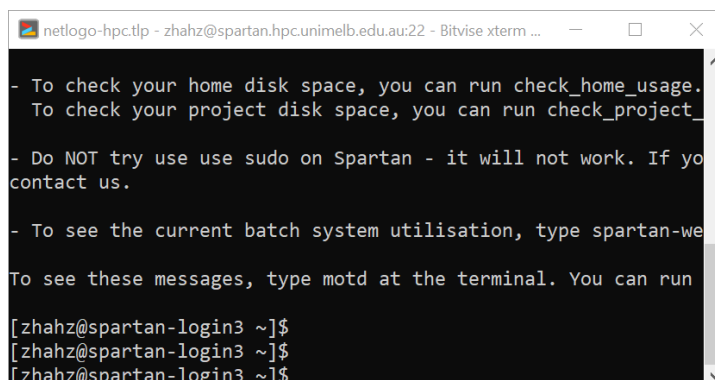 netlogo-hpc.tlp - zhahz@spartan.hpc.unimelb.edu.au:22 - Bitvise xterm ...
- To check your home disk space, you can run check_home_usage.
To check your project disk space, you can run check_project_
- Do NOT try use use sudo on Spartan - it will not work. If yo
contact us.
- To see the current batch system utilisation, type spartan-we
To see these messages, type motd at the terminal. You can run
[zhahz@spartan-login3 ~]$
[zhahz@spartan-login3 ~]$
[zhahz@spartan-login3 ~]$